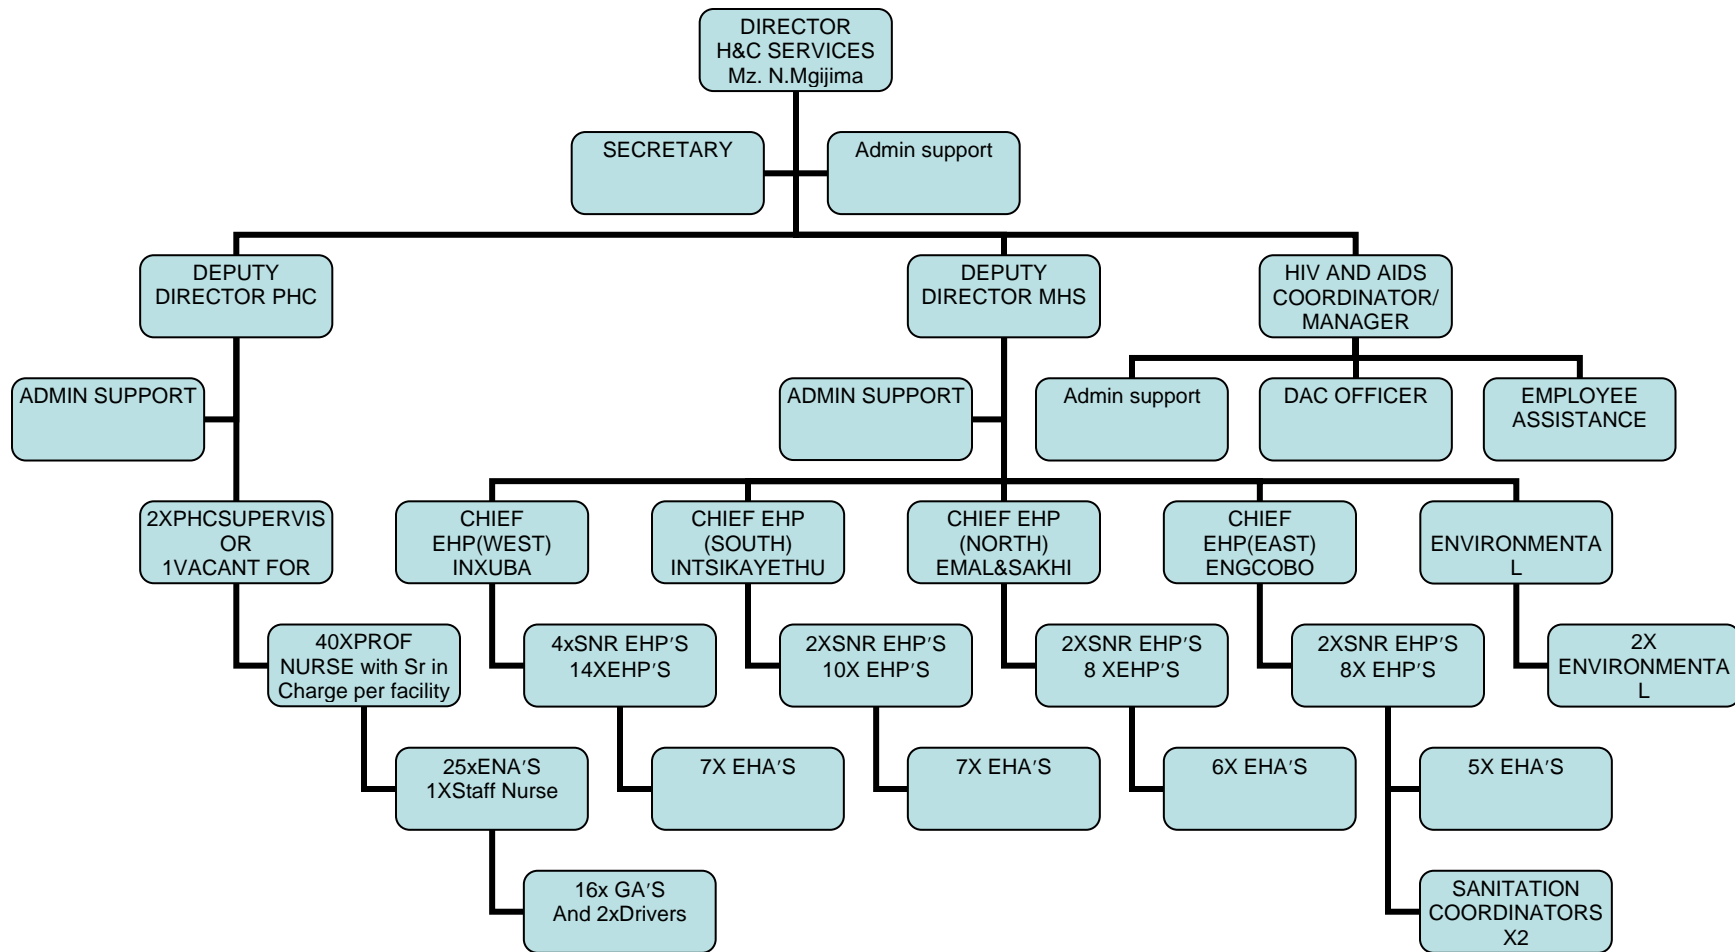 DIRECTOR
H&C SERVICES
Mz. N.Mgijima
SECRETARY
Admin support
DEPUTY
DIRECTOR PHC
DEPUTY
DIRECTOR MHS
HIV AND AIDS
COORDINATOR/
MANAGER
ADMIN SUPPORT
ADMIN SUPPORT
Admin support
DAC OFFICER
EMPLOYEE
ASSISTANCE
2XPHCSUPERVIS
OR
1VACANT FOR
CHIEF
EHP(WEST)
INXUBA
CHIEF EHP
(SOUTH)
INTSIKAYETHU
CHIEF EHP
(NORTH)
EMAL&SAKHI
CHIEF
EHP(EAST)
ENGCOBO
ENVIRONMENTA
L
40XPROF
NURSE with Sr in
Charge per facility
4xSNR EHP'S
14XEHP'S
2XSNR EHP'S
10X EHP'S
2XSNR EHP'S
8 XEHP'S
2XSNR EHP'S
8X EHP'S
2X
ENVIRONMENTA
L
25xENA'S
1XStaff Nurse
7X EHA'S
7X EHA'S
6X EHA'S
5X EHA'S
16x GA'S
And 2xDrivers
SANITATION
COORDINATORS
X2